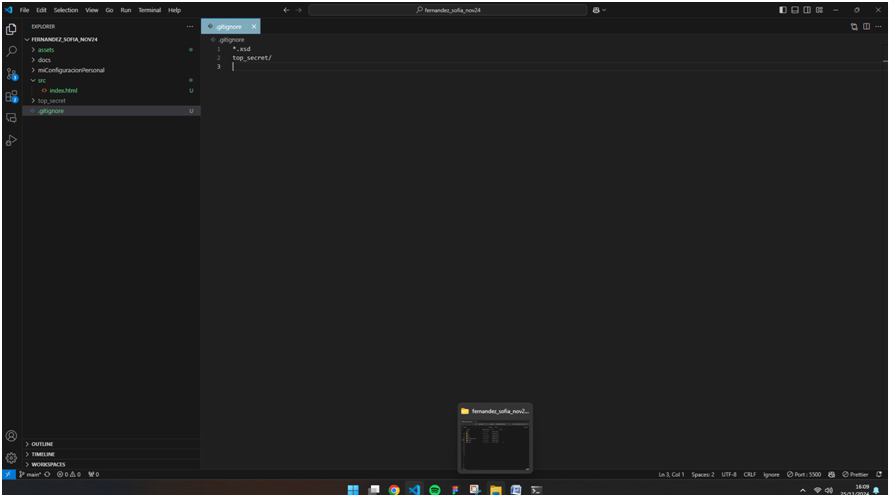 File Edit Selection View Go Run Terminal Help
fernandez_sofia_nov24
EXPLORER
.gitignore
FERNANDEZ_SOFIA_NOV24
.gitignore
assets
1 *.xsd
docs
2 top_secret/
miConfiguracionPersonal
3
src
index.html U
top_secret
.gitignore U
fernandez_sofia_nov2...
OUTLINE
TIMELINE
WORKSPACES
main* 0 0 0
Ln 3, Col 1 Spaces: 2 UTF-8 CRLF Ignore Port : 5500 Prettier
16:09
25/11/2024